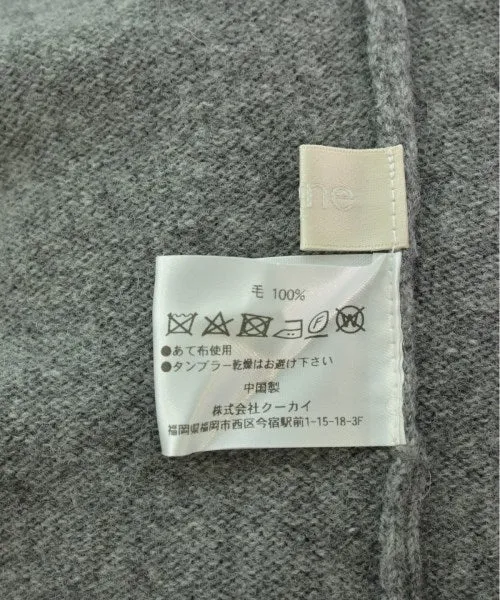 ne
毛 100%
F W
●あて布使用
●タンブラー乾燥はお避け下さい
中国製
株式会社クーカイ
福岡県福岡市西区今宿駅前1-15-18-3F